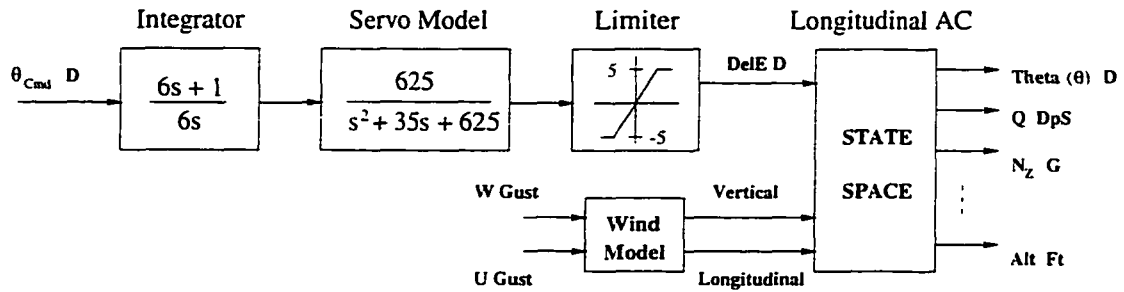 Integrator
Servo Model
Limiter
Longitudinal AC
θCmd D
6s + 1
6s
625
s² + 35s + 625
5
-5
DelE D
STATE
SPACE
Theta (θ) D
Q DpS
NZ G
Alt Ft
W Gust
U Gust
Wind
Model
Vertical
Longitudinal